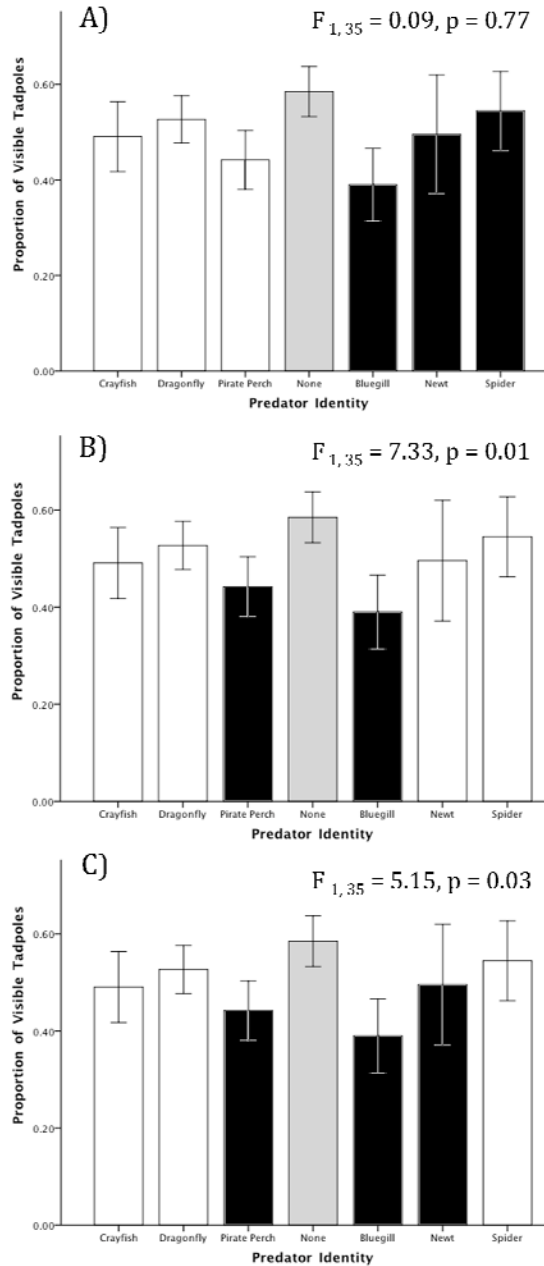 A)
F 1, 35 = 0.09, p = 0.77
Proportion of Visible Tadpoles
0.60
0.40
0.20
0.00
Crayfish Dragonfly Pirate Perch None Bluegill Newt Spider
Predator Identity
B)
F 1, 35 = 7.33, p = 0.01
Proportion of Visible Tadpoles
0.60
0.40
0.20
0.00
Crayfish Dragonfly Pirate Perch None Bluegill Newt Spider
Predator Identity
C)
F 1, 35 = 5.15, p = 0.03
Proportion of Visible Tadpoles
0.60
0.40
0.20
0.00
Crayfish Dragonfly Pirate Perch None Bluegill Newt Spider
Predator Identity